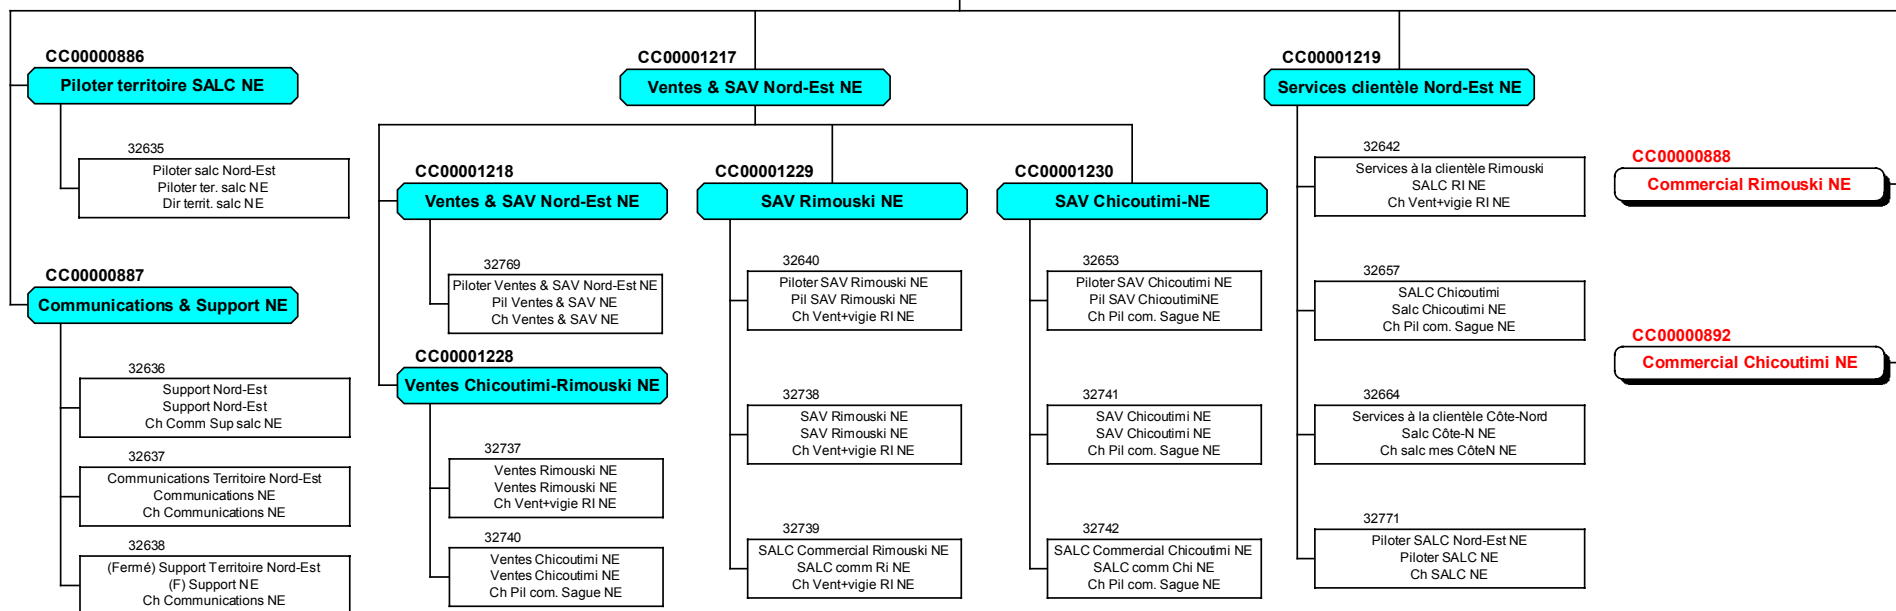 CC00000886
Piloter territoire SALC NE
32635
Piloter salc Nord-Est
Piloter ter. salc NE
Dir territ. salc NE
CC00000887
Communications & Support NE
32636
Support Nord-Est
Support Nord-Est
Ch Comm Sup salc NE
32637
Communications Territoire Nord-Est
Communications NE
Ch Communications NE
32638
(Fermé) Support Territoire Nord-Est
(F) Support NE
Ch Communications NE
CC00001217
Ventes & SAV Nord-Est NE
CC00001218
Ventes & SAV Nord-Est NE
32769
Piloter Ventes & SAV Nord-Est NE
Pil Ventes & SAV NE
Ch Ventes & SAV NE
CC00001228
Ventes Chicoutimi-Rimouski NE
32737
Ventes Rimouski NE
Ventes Rimouski NE
Ch Vent+vigie RI NE
32740
Ventes Chicoutimi NE
Ventes Chicoutimi NE
Ch Pil com. Sague NE
CC00001229
SAV Rimouski NE
32640
Piloter SAV Rimouski NE
Pil SAV Rimouski NE
Ch Vent+vigie RI NE
32738
SAV Rimouski NE
SAV Rimouski NE
Ch Vent+vigie RI NE
32739
SALC Commercial Rimouski NE
SALC comm Ri NE
Ch Vent+vigie RI NE
CC00001230
SAV Chicoutimi-NE
32653
Piloter SAV Chicoutimi NE
Pil SAV ChicoutimiNE
Ch Pil com. Sague NE
32741
SAV Chicoutimi NE
SAV Chicoutimi NE
Ch Pil com. Sague NE
32742
SALC Commercial Chicoutimi NE
SALC comm Chi NE
Ch Pil com. Sague NE
CC00001219
Services clientèle Nord-Est NE
32642
Services à la clientèle Rimouski
SALC RI NE
Ch Vent+vigie RI NE
32657
SALC Chicoutimi
Salc Chicoutimi NE
Ch Pil com. Sague NE
32664
Services à la clientèle Côte-Nord
Salc Côte-N NE
Ch salc mes CôteN NE
32771
Piloter SALC Nord-Est NE
Piloter SALC NE
Ch SALC NE
CC00000888
Commercial Rimouski NE
CC00000892
Commercial Chicoutimi NE